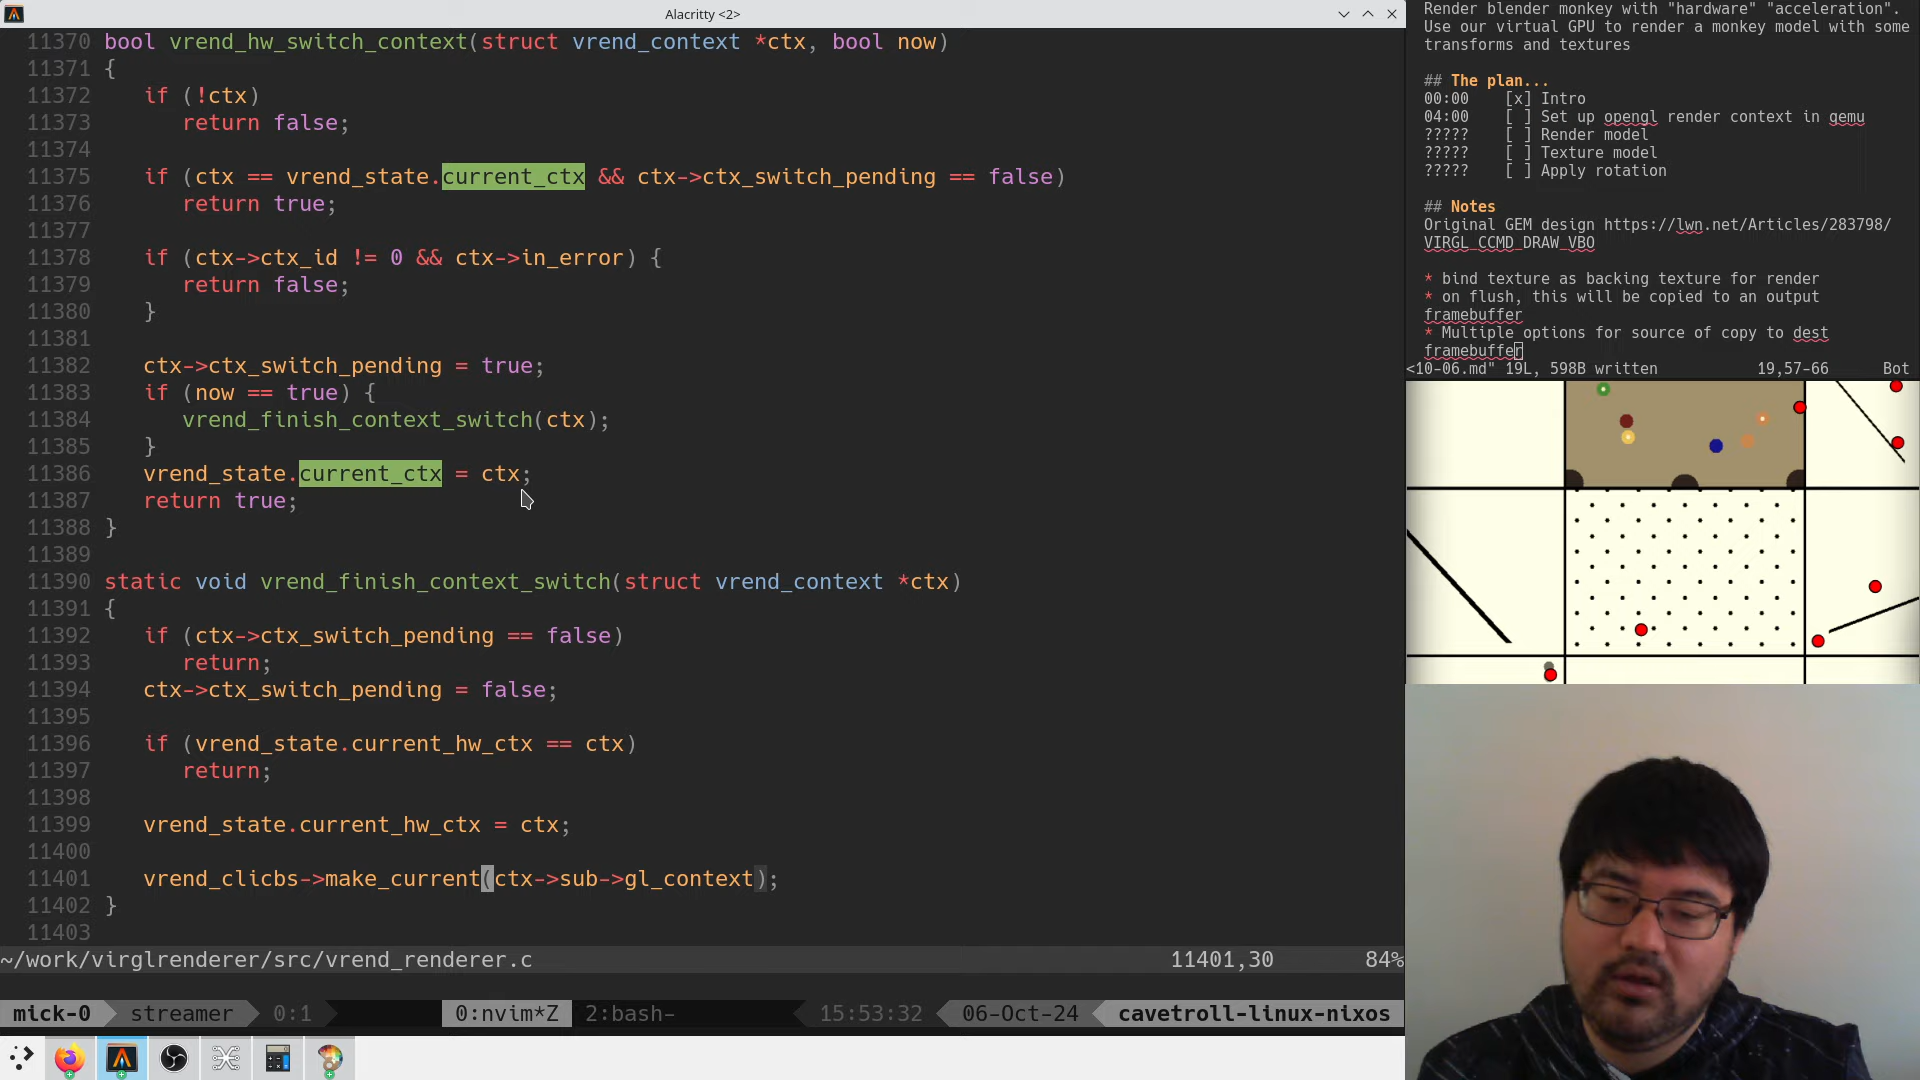 Alacritty <2>
11370 bool vrend_hw_switch_context(struct vrend_context *ctx, bool now)
11371 {
11372    if (!ctx)
11373       return false;
11374
11375    if (ctx == vrend_state.current_ctx && ctx->ctx_switch_pending == false)
11376       return true;
11377
11378    if (ctx->ctx_id != 0 && ctx->in_error) {
11379       return false;
11380    }
11381
11382    ctx->ctx_switch_pending = true;
11383    if (now == true) {
11384       vrend_finish_context_switch(ctx);
11385    }
11386    vrend_state.current_ctx = ctx;
11387    return true;
11388 }
11389
11390 static void vrend_finish_context_switch(struct vrend_context *ctx)
11391 {
11392    if (ctx->ctx_switch_pending == false)
11393       return;
11394    ctx->ctx_switch_pending = false;
11395
11396    if (vrend_state.current_hw_ctx == ctx)
11397       return;
11398
11399    vrend_state.current_hw_ctx = ctx;
11400
11401    vrend_clicbs->make_current(ctx->sub->gl_context);
11402 }
11403
~/work/virglrenderer/src/vrend_renderer.c 11401,30 84%
mick-0 streamer 0:1 0:nvim*Z 2:bash- 15:53:32 06-Oct-24 cavetroll-linux-nixos
Render blender monkey with "hardware" "acceleration".
Use our virtual GPU to render a monkey model with some
transforms and textures
## The plan...
00:00 [x] Intro
04:00 [ ] Set up opengl render context in qemu
????? [ ] Render model
????? [ ] Texture model
????? [ ] Apply rotation
## Notes
Original GEM design https://lwn.net/Articles/283798/
VIRGL_CCMD_DRAW_VBO
* bind texture as backing texture for render
* on flush, this will be copied to an output
framebuffer
* Multiple options for source of copy to dest
framebuffer
<10-06.md" 19L, 598B written 19,57-66 Bot